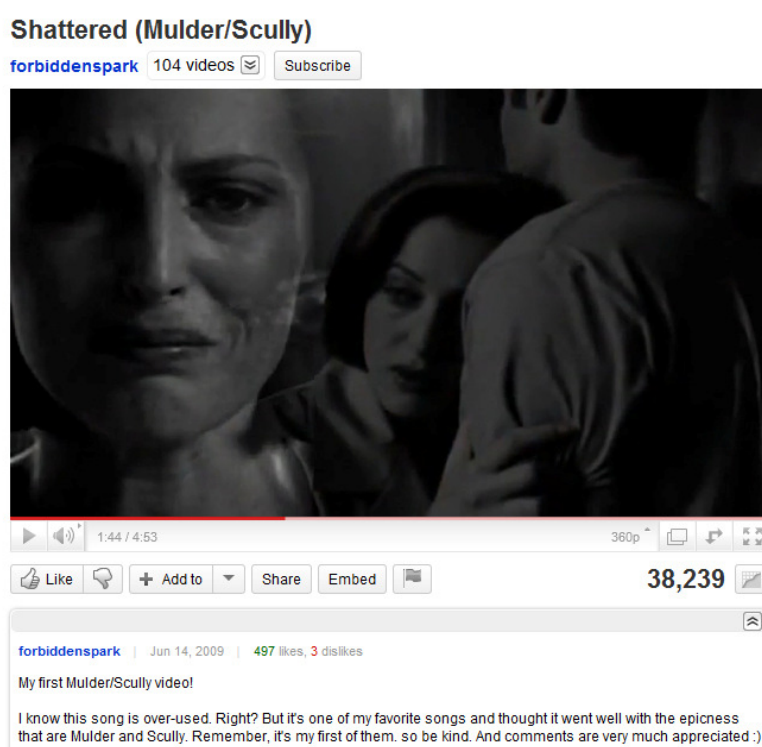 Shattered (Mulder/Scully)
forbiddenspark 104 videos Subscribe
1:44 / 4:53 360p
Like Add to Share Embed 38,239
forbiddenspark | Jun 14, 2009 | 497 likes, 3 dislikes
My first Mulder/Scully video!
I know this song is over-used. Right? But it's one of my favorite songs and thought it went well with the epicness
that are Mulder and Scully. Remember, it's my first of them. so be kind. And comments are very much appreciated :)